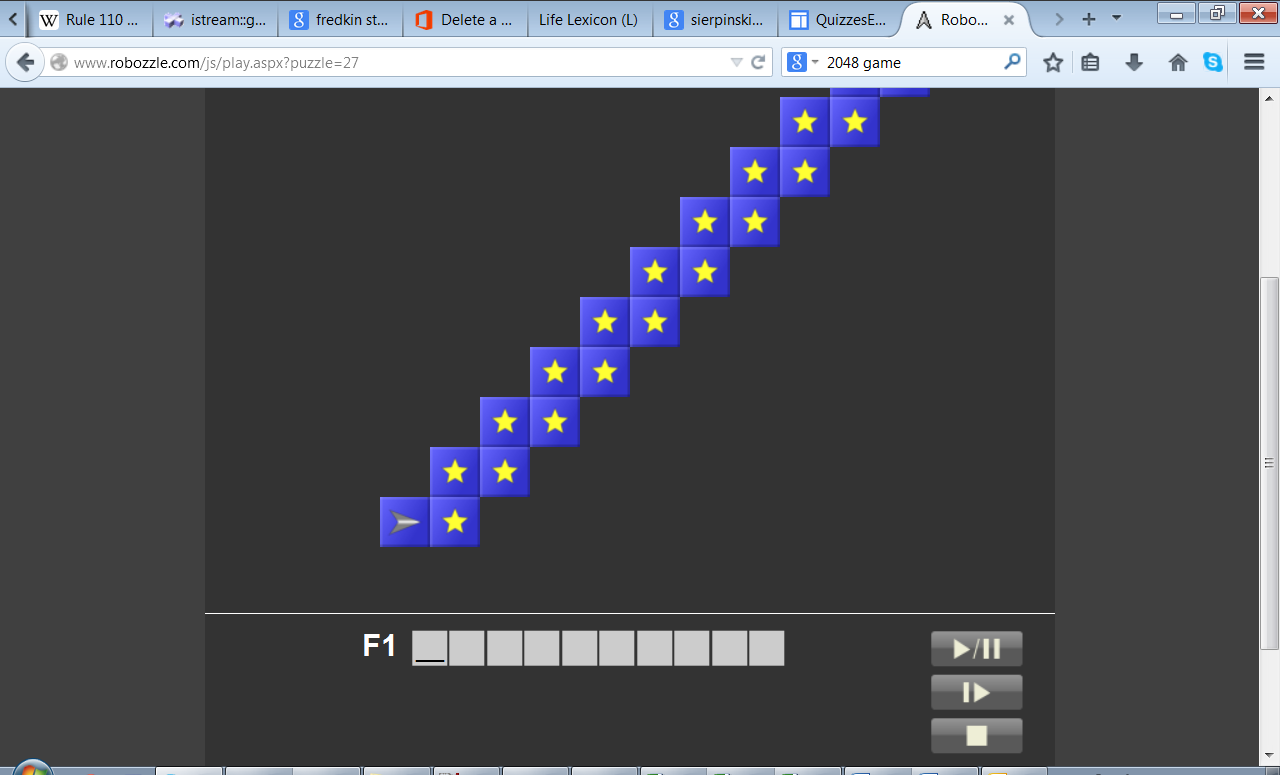 Rule 110 ...
istream::g...
fredkin st...
Delete a ...
Life Lexicon (L)
sierpinski...
QuizzesE...
Robo...
www.robozzle.com/js/play.aspx?puzzle=27
2048 game
F1